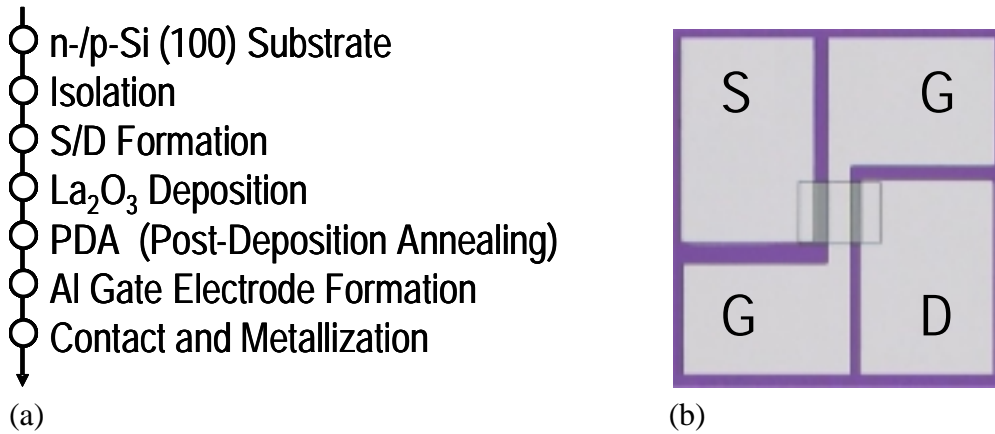 n-/p-Si (100) Substrate
Isolation
S/D Formation
La₂O₃ Deposition
PDA (Post-Deposition Annealing)
Al Gate Electrode Formation
Contact and Metallization
(a)
S G
G D
(b)